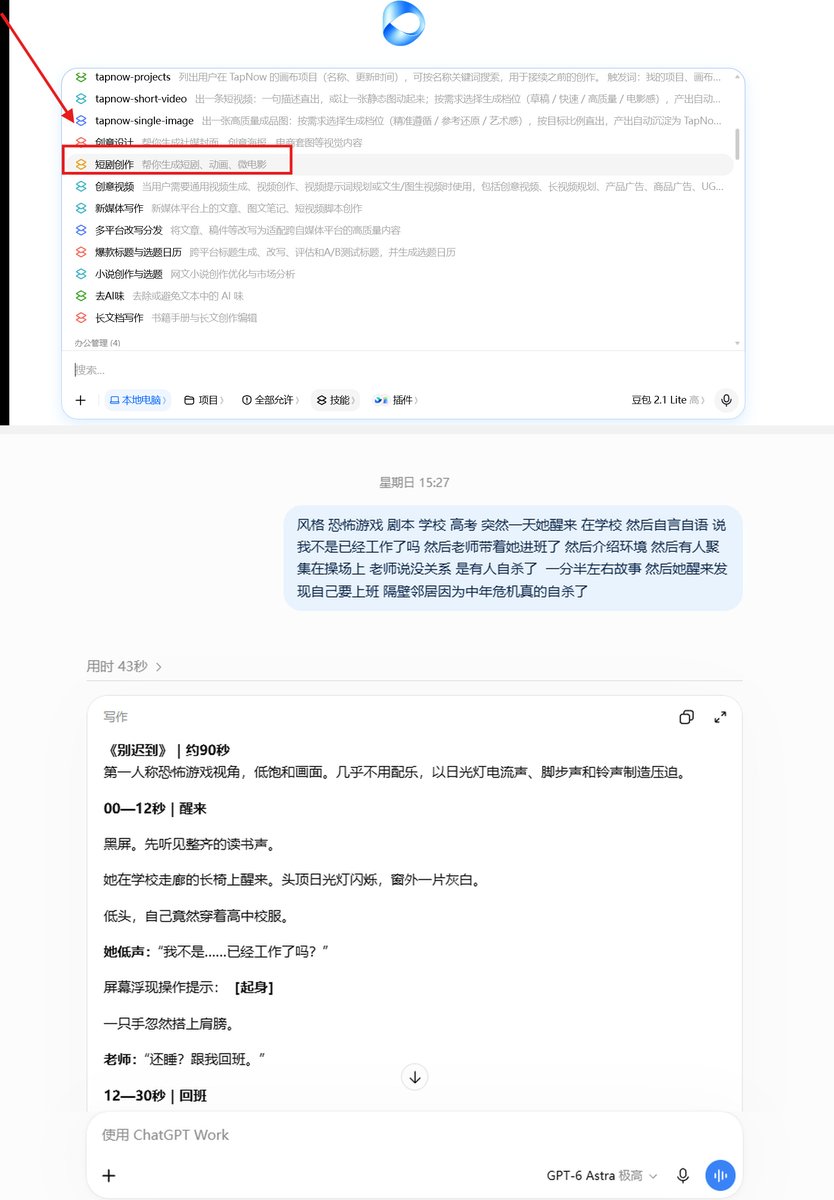 tapnow-projects 列出用户在 TapNow 的画布项目（名称、更新时间），可按名称关键词搜索，用于接续之前的创作。 触发词：找的项目、画布...
tapnow-short-video 出一条短视频：一句描述直出，或让一张静态图动起来；按需求选择生成档位（草稿 / 快速 / 高质量 / 电影感），产出自动...
tapnow-single-image 出一张高质量成品图：按需求选择生成档位（精准遵循 / 参考还原 / 艺术感），按目标比例直出，产出自动沉淀为 TapNo...
创意设计 帮你生成社媒封面、创意海报、电商套图等视觉内容
短剧创作 帮你生成短剧、动画、微电影
创意视频 当用户需要通用视频生成、视频创作、视频提示词规划或文生/图生视频时使用，包括创意视频、长视频规划、产品广告、商品广告、UG...
新媒体写作 新媒体平台上的文章、图文笔记、短视频脚本创作
多平台改写分发 将文章、稿件等改写为适配跨自媒体平台的高质量内容
爆款标题与选题日历 跨平台标题生成、改写、评估和A/B测试标题，并生成选题日历
小说创作与选题 网文小说创作优化与市场分析
去AI味 去除或避免文本中的 AI 味
长文档写作 书籍手册与长文创作编辑
办公管理 (4)
搜索...
本地电脑 项目 全部允许 技能 插件 豆包 2.1 Lite 高
星期日 15:27
风格 恐怖游戏 剧本 学校 高考 突然一天她醒来 在学校 然后自言自语 说
我不是已经工作了吗 然后老师带着她进班了 然后介绍环境 然后有人聚
集在操场上 老师说没关系 是有人自杀了 一分半左右故事 然后她醒来发
现自己要上班 隔壁邻居因为中年危机真的自杀了
用时 43秒
写作
《别迟到》｜约90秒
第一人称恐怖游戏视角，低饱和画面。几乎不用配乐，以日光灯电流声、脚步声和铃声制造压迫。
00—12秒｜醒来
黑屏。先听见整齐的读书声。
她在学校走廊的长椅上醒来。头顶日光灯闪烁，窗外一片灰白。
低头，自己竟然穿着高中校服。
她低声：“我不是……已经工作了吗？”
屏幕浮现操作提示： [起身]
一只手忽然搭上肩膀。
老师：“还睡？跟我回班。”
12—30秒｜回班
使用 ChatGPT Work
GPT-6 Astra 极高